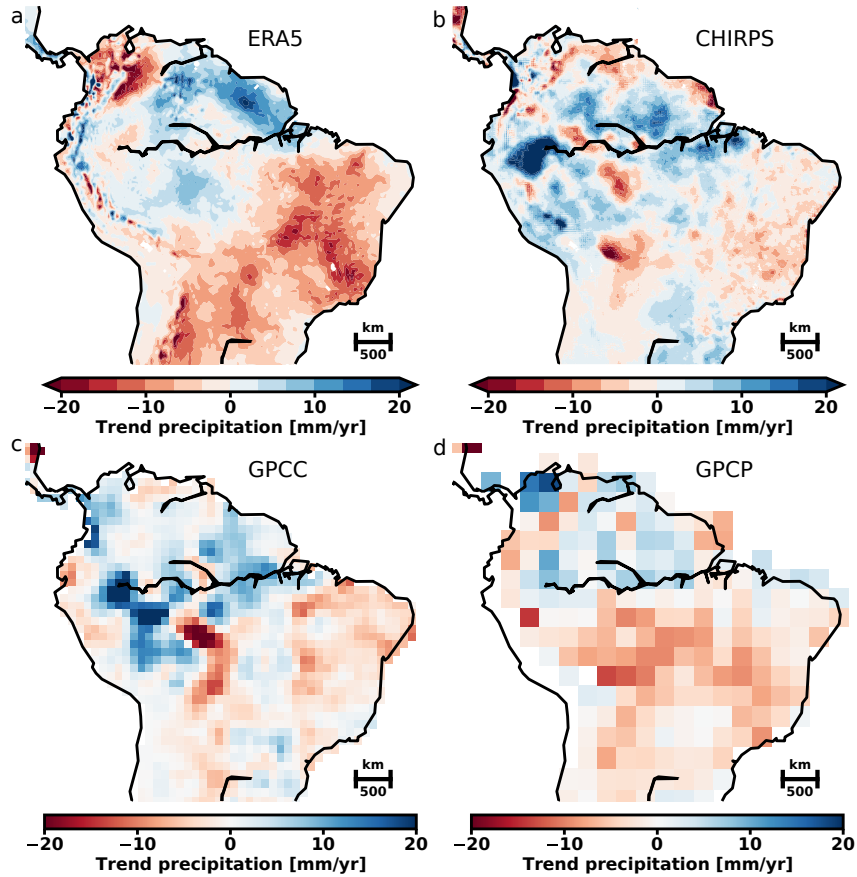 a
ERA5
km
500
−20 −10 0 10 20
Trend precipitation [mm/yr]
b
CHIRPS
km
500
−20 −10 0 10 20
Trend precipitation [mm/yr]
c
GPCC
km
500
−20 −10 0 10 20
Trend precipitation [mm/yr]
d
GPCP
km
500
−20 −10 0 10 20
Trend precipitation [mm/yr]